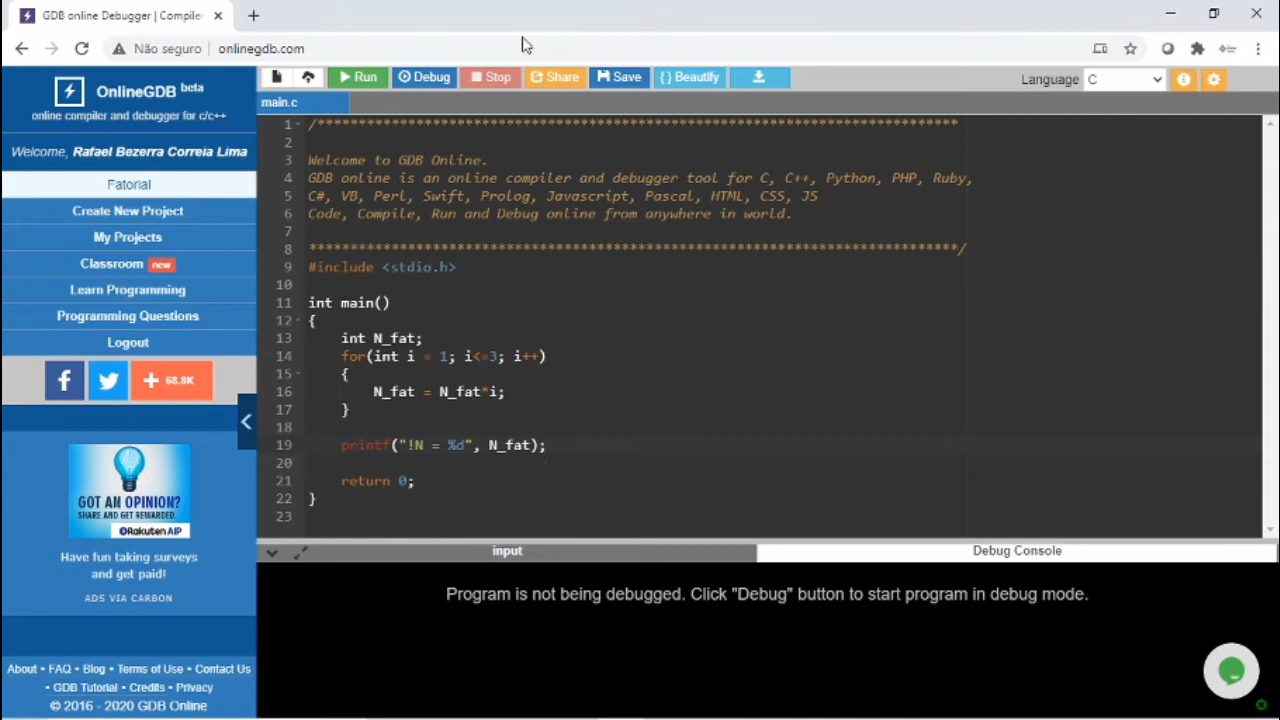 GDB online Debugger | Compiler
Não seguro | onlinegdb.com
OnlineGDB beta
online compiler and debugger for c/c++
Welcome, Rafael Bezerra Correia Lima
Fatorial
Create New Project
My Projects
Classroom new
Learn Programming
Programming Questions
Logout
68.8K
GOT AN OPINION?
SHARE AND GET REWARDED.
Rakuten AIP
Have fun taking surveys
and get paid!
ADS VIA CARBON
About • FAQ • Blog • Terms of Use • Contact Us
• GDB Tutorial • Credits • Privacy
© 2016 - 2020 GDB Online
Run Debug Stop Share Save { } Beautify Language C
main.c
1 /******************************************************************************
2
3 Welcome to GDB Online.
4 GDB online is an online compiler and debugger tool for C, C++, Python, PHP, Ruby,
5 C#, VB, Perl, Swift, Prolog, Javascript, Pascal, HTML, CSS, JS
6 Code, Compile, Run and Debug online from anywhere in world.
7
8 *******************************************************************************/
9 #include <stdio.h>
10
11 int main()
12 {
13 int N_fat;
14 for(int i = 1; i<=3; i++)
15 {
16 N_fat = N_fat*i;
17 }
18
19 printf("!N = %d", N_fat);
20
21 return 0;
22 }
23
input Debug Console
Program is not being debugged. Click "Debug" button to start program in debug mode.